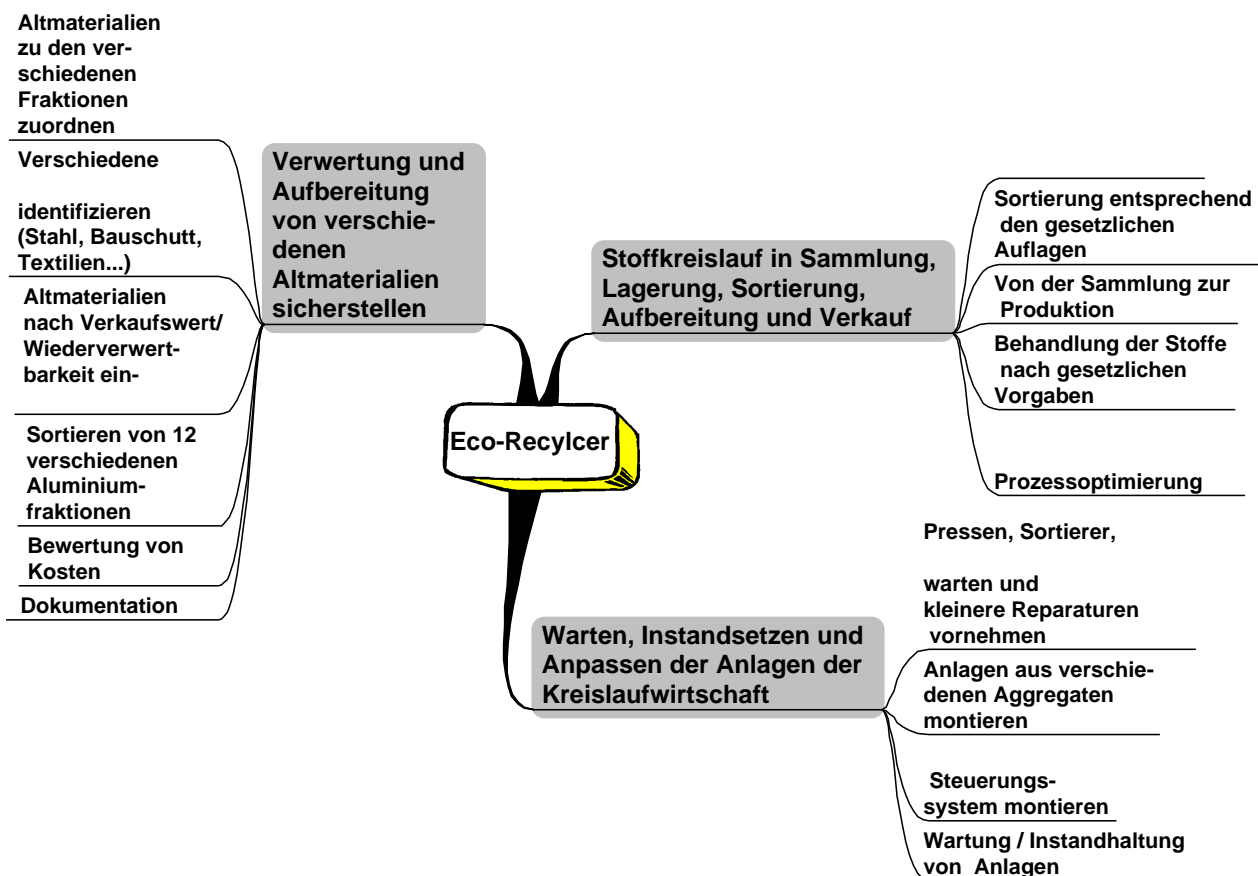 Altmaterialien
zu den ver-
schiedenen
Fraktionen
zuordnen
Verschiedene
identifizieren
(Stahl, Bauschutt,
Textilien...)
Altmaterialien
nach Verkaufswert/
Wiederverwert-
barkeit ein-
Sortieren von 12
verschiedenen
Aluminium-
fraktionen
Bewertung von
Kosten
Dokumentation
Verwertung und
Aufbereitung
von verschie-
denen
Altmaterialien
sicherstellen
Eco-Recylcer
Stoffkreislauf in Sammlung,
Lagerung, Sortierung,
Aufbereitung und Verkauf
Sortierung entsprechend
den gesetzlichen
Auflagen
Von der Sammlung zur
Produktion
Behandlung der Stoffe
nach gesetzlichen
Vorgaben
Prozessoptimierung
Warten, Instandsetzen und
Anpassen der Anlagen der
Kreislaufwirtschaft
Pressen, Sortierer,
warten und
kleinere Reparaturen
vornehmen
Anlagen aus verschie-
denen Aggregaten
montieren
Steuerungs-
system montieren
Wartung / Instandhaltung
von Anlagen